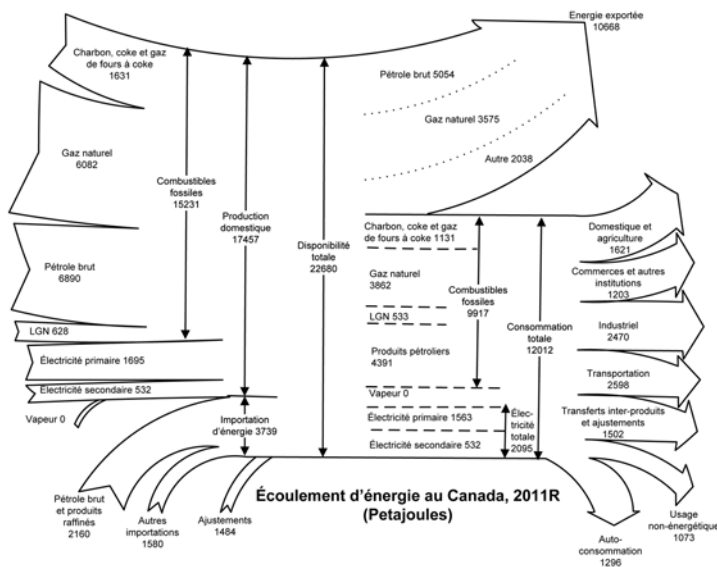 Energie exportée
10668
Charbon, coke et gaz
de fours à coke
1631
Pétrole brut 5054
Gaz naturel 3575
Autre 2038
Gaz naturel
6082
Combustibles
fossiles
15231
Production
domestique
17457
Disponibilité
totale
22680
Charbon, coke et gaz
de fours à coke 1131
Gaz naturel
3862
LGN 533
Combustibles
fossiles
9917
Consommation
totale
12012
Produits pétroliers
4391
Vapeur 0
Électricité primaire 1563
Électricité secondaire 532
Élec-
tricité
totale
2095
Domestique et
agriculture
1621
Commerces et autres
institutions
1203
Industriel
2470
Transportation
2598
Transferts inter-produits
et ajustements
1502
Pétrole brut
6890
LGN 628
Électricité primaire 1695
Électricité secondaire 532
Vapeur 0
Importation
d'énergie 3739
Pétrole brut
et produits
raffinés
2160
Autres
importations
1580
Ajustements
1484
Écoulement d'énergie au Canada, 2011R
(Petajoules)
Auto-
consommation
1296
Usage
non-énergétique
1073